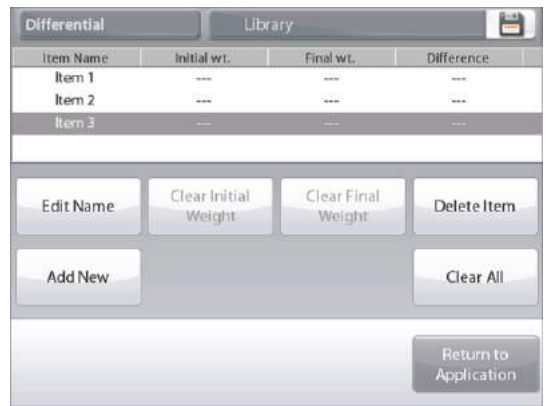 Differential Library
Item Name Initial wt. Final wt. Difference
Item 1 --- --- ---
Item 2 --- --- ---
Item 3 --- --- ---
Edit Name
Clear Initial
Weight
Clear Final
Weight
Delete Item
Add New
Clear All
Return to
Application